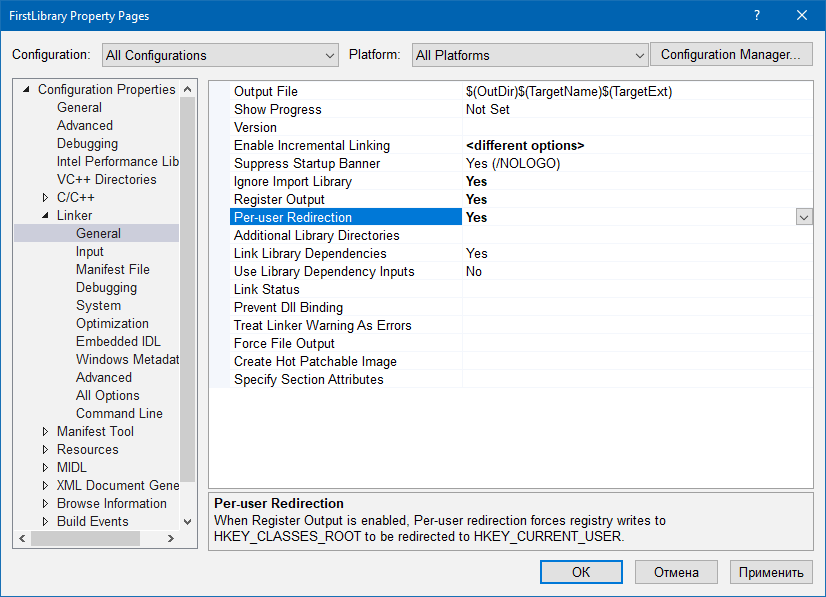 FirstLibrary Property Pages
?
Configuration: All Configurations Platform: All Platforms Configuration Manager...
Configuration Properties
General
Advanced
Debugging
Intel Performance Lib
VC++ Directories
C/C++
Linker
General
Input
Manifest File
Debugging
System
Optimization
Embedded IDL
Windows Metadat
Advanced
All Options
Command Line
Manifest Tool
Resources
MIDL
XML Document Gene
Browse Information
Build Events
Output File $(OutDir)$(TargetName)$(TargetExt)
Show Progress Not Set
Version
Enable Incremental Linking <different options>
Suppress Startup Banner Yes (/NOLOGO)
Ignore Import Library Yes
Register Output Yes
Per-user Redirection Yes
Additional Library Directories
Link Library Dependencies Yes
Use Library Dependency Inputs No
Link Status
Prevent Dll Binding
Treat Linker Warning As Errors
Force File Output
Create Hot Patchable Image
Specify Section Attributes
Per-user Redirection
When Register Output is enabled, Per-user redirection forces registry writes to
HKEY_CLASSES_ROOT to be redirected to HKEY_CURRENT_USER.
OK Отмена Применить